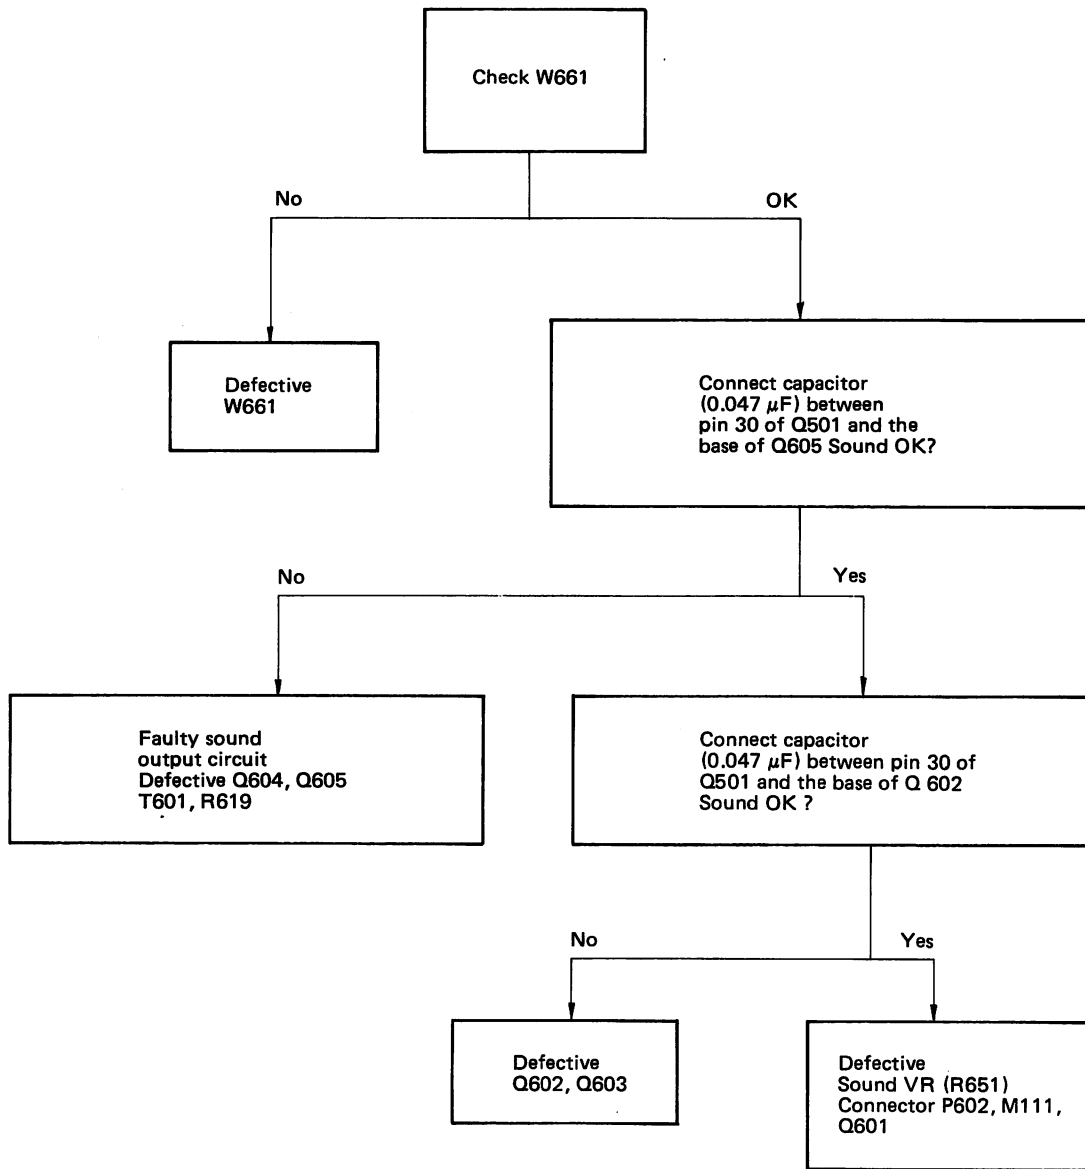 Check W661
No
OK
Defective
W661
Connect capacitor
(0.047 μF) between
pin 30 of Q501 and the
base of Q605 Sound OK?
No
Yes
Faulty sound
output circuit
Defective Q604, Q605
T601, R619
Connect capacitor
(0.047 μF) between pin 30 of
Q501 and the base of Q 602
Sound OK ?
No
Yes
Defective
Q602, Q603
Defective
Sound VR (R651)
Connector P602, M111,
Q601